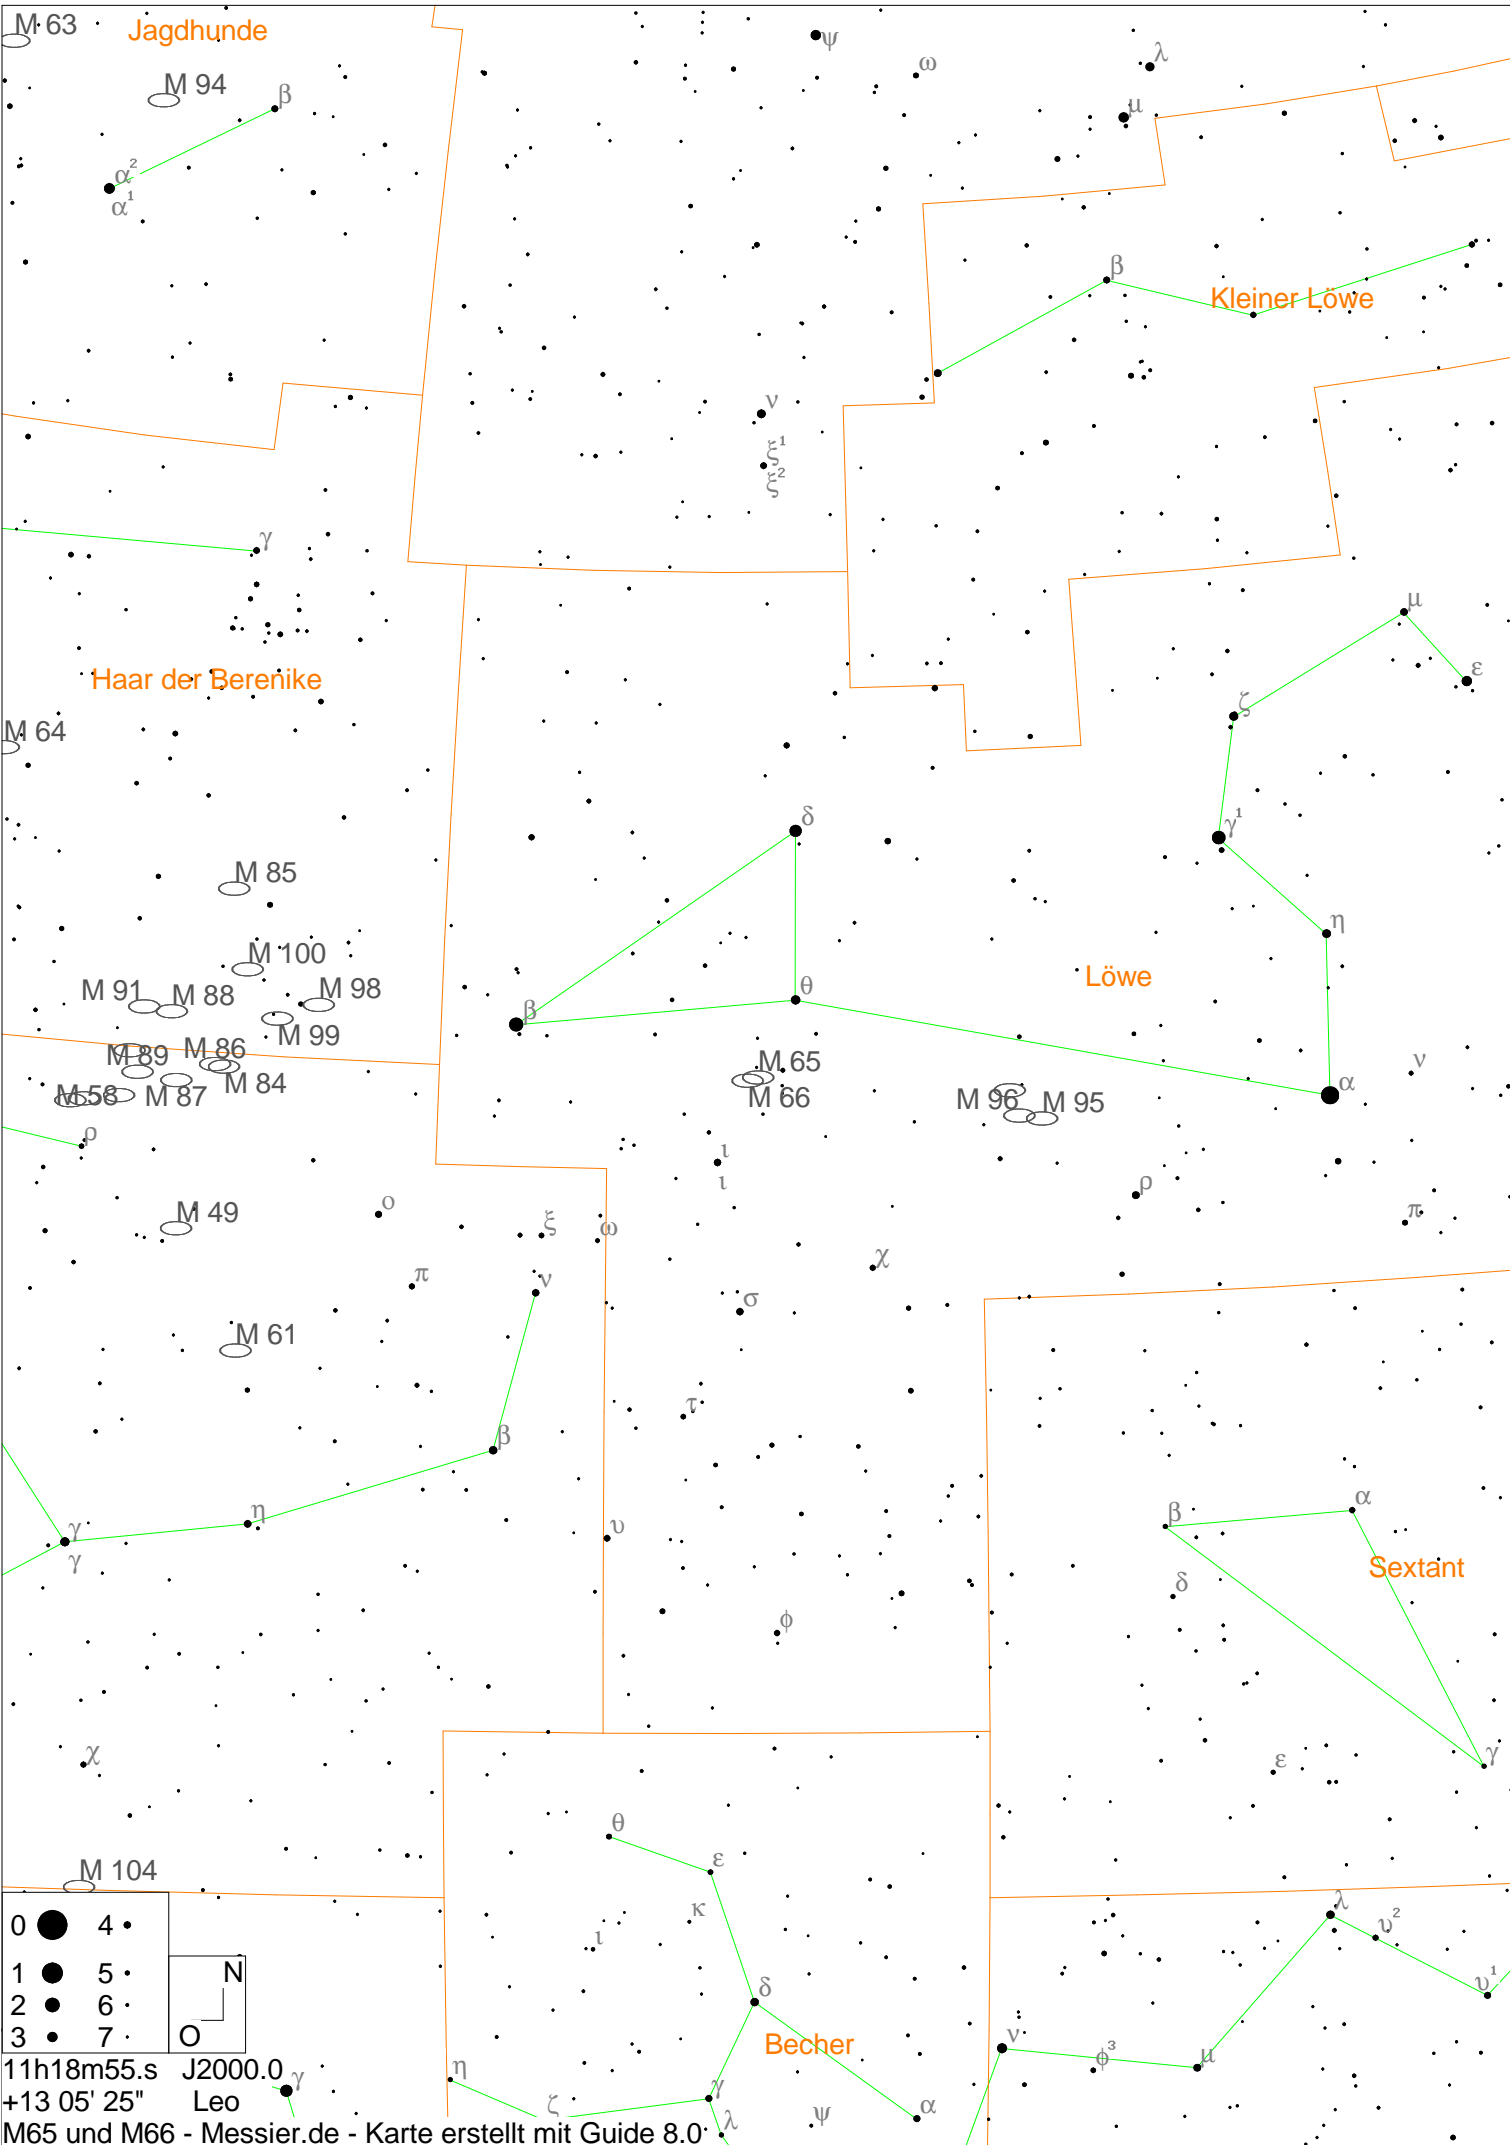 M 63
Jagdhunde
ψ
ω
λ
M 94
β
μ
α²
α¹
β
Kleiner Löwe
ν
ξ¹
ξ²
γ
μ
ε
Haar der Berenike
ζ
M 64
δ
γ¹
M 85
η
M 100
Löwe
M 91
M 88
M 98
θ
β
M 99
M 89
M 86
M 65
ν
M 84
α
M 58
M 87
M 66
M 96
M 95
ρ
ι
ι
ρ
π
M 49
ο
ξ
ω
χ
π
ν
σ
M 61
τ
β
α
β
η
γ
γ
υ
Sextant
δ
φ
χ
ε
γ
θ
ε
M 104
κ
λ
υ²
ι
υ¹
0 4
N
1 5
δ
2 6
3 7
O
Becher
ν
φ³
μ
11h18m55.s J2000.0
γ
η
+13 05' 25" Leo
ζ
γ
ψ
α
λ
M65 und M66 - Messier.de - Karte erstellt mit Guide 8.0